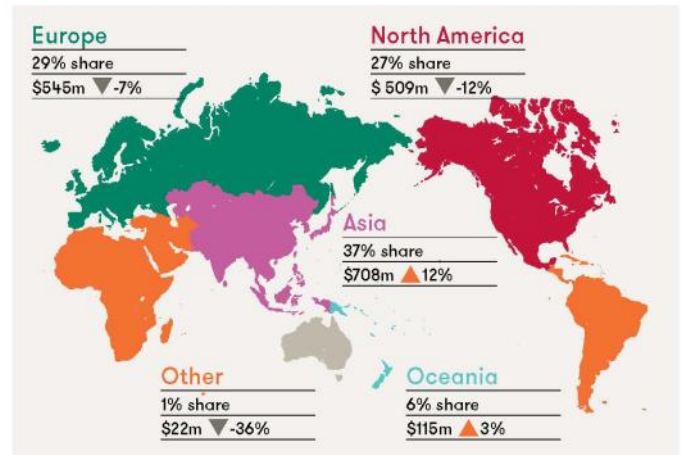 Europe
29% share
$545m ▼-7%
North America
27% share
$ 509m ▼-12%
Asia
37% share
$708m ▲12%
Other
1% share
$22m ▼-36%
Oceania
6% share
$115m ▲3%